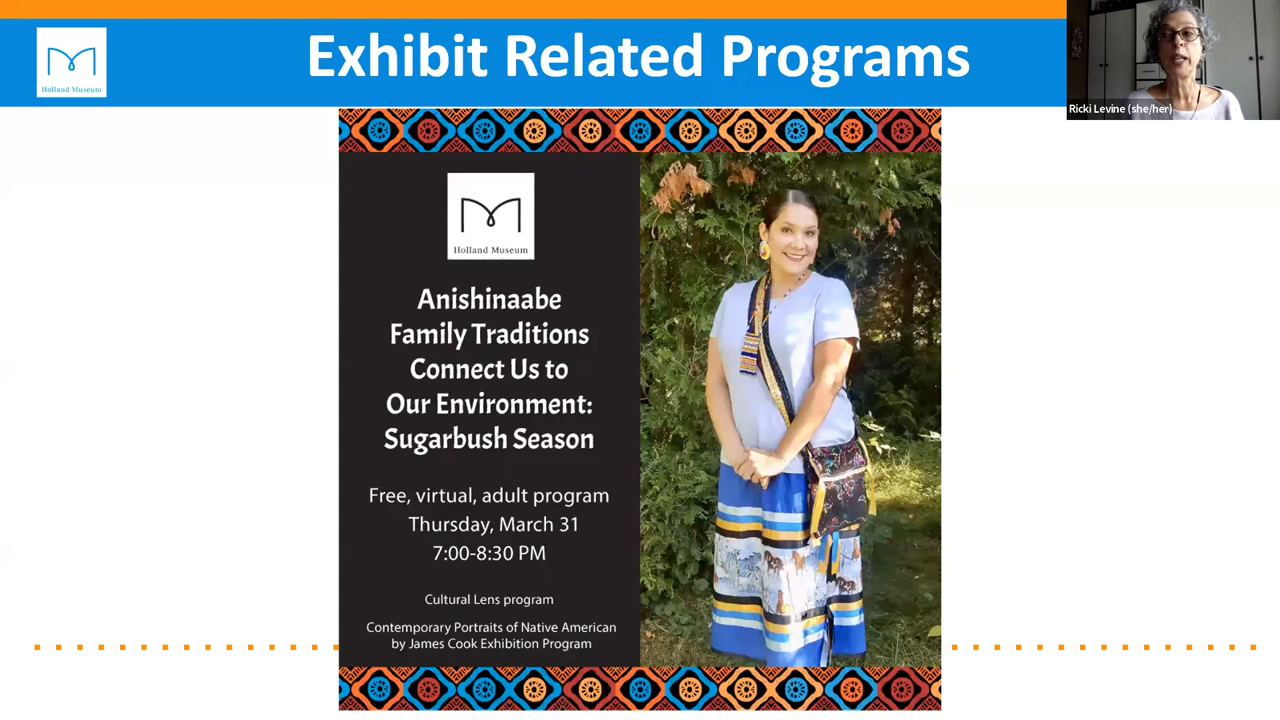 Holland Museum
Exhibit Related Programs
Ricki Levine (she/her)
Holland Museum
Anishinaabe
Family Traditions
Connect Us to
Our Environment:
Sugarbush Season
Free, virtual, adult program
Thursday, March 31
7:00-8:30 PM
Cultural Lens program
Contemporary Portraits of Native American
by James Cook Exhibition Program